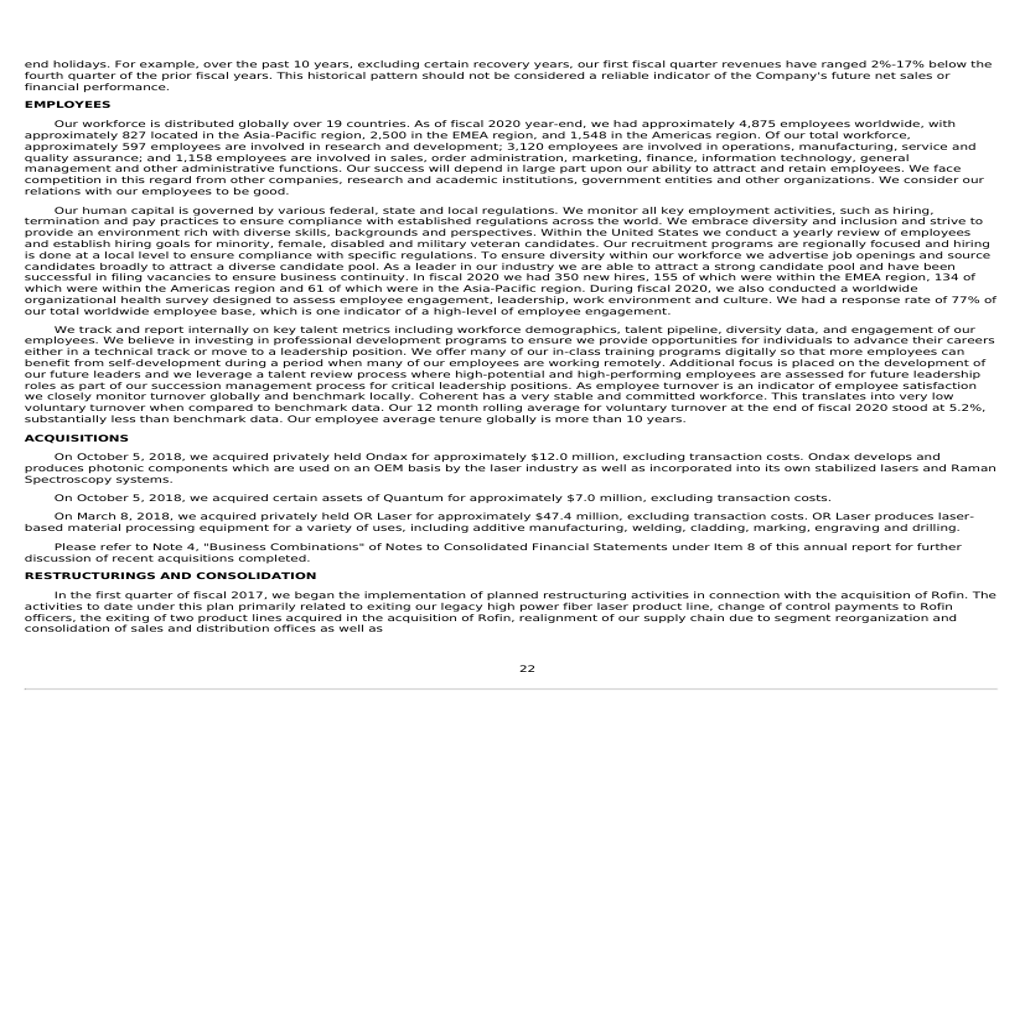 end holidays. For example, over the past 10 years, excluding certain recovery years, our first fiscal quarter revenues have ranged 2%-17% below the
fourth quarter of the prior fiscal years. This historical pattern should not be considered a reliable indicator of the Company's future net sales or
financial performance.
EMPLOYEES
Our workforce is distributed globally over 19 countries. As of fiscal 2020 year-end, we had approximately 4,875 employees worldwide, with
approximately 827 located in the Asia-Pacific region, 2,500 in the EMEA region, and 1,548 in the Americas region. Of our total workforce,
approximately 597 employees are involved in research and development; 3,120 employees are involved in operations, manufacturing, service and
quality assurance; and 1,158 employees are involved in sales, order administration, marketing, finance, information technology, general
management and other administrative functions. Our success will depend in large part upon our ability to attract and retain employees. We face
competition in this regard from other companies, research and academic institutions, government entities and other organizations. We consider our
relations with our employees to be good.
Our human capital is governed by various federal, state and local regulations. We monitor all key employment activities, such as hiring,
termination and pay practices to ensure compliance with established regulations across the world. We embrace diversity and inclusion and strive to
provide an environment rich with diverse skills, backgrounds and perspectives. Within the United States we conduct a yearly review of employees
and establish hiring goals for minority, female, disabled and military veteran candidates. Our recruitment programs are regionally focused and hiring
is done at a local level to ensure compliance with specific regulations. To ensure diversity within our workforce we advertise job openings and source
candidates broadly to attract a diverse candidate pool. As a leader in our industry we are able to attract a strong candidate pool and have been
successful in filing vacancies to ensure business continuity. In fiscal 2020 we had 350 new hires, 155 of which were within the EMEA region, 134 of
which were within the Americas region and 61 of which were in the Asia-Pacific region. During fiscal 2020, we also conducted a worldwide
organizational health survey designed to assess employee engagement, leadership, work environment and culture. We had a response rate of 77% of
our total worldwide employee base, which is one indicator of a high-level of employee engagement.
We track and report internally on key talent metrics including workforce demographics, talent pipeline, diversity data, and engagement of our
employees. We believe in investing in professional development programs to ensure we provide opportunities for individuals to advance their careers
either in a technical track or move to a leadership position. We offer many of our in-class training programs digitally so that more employees can
benefit from self-development during a period when many of our employees are working remotely. Additional focus is placed on the development of
our future leaders and we leverage a talent review process where high-potential and high-performing employees are assessed for future leadership
roles as part of our succession management process for critical leadership positions. As employee turnover is an indicator of employee satisfaction
we closely monitor turnover globally and benchmark locally. Coherent has a very stable and committed workforce. This translates into very low
voluntary turnover when compared to benchmark data. Our 12 month rolling average for voluntary turnover at the end of fiscal 2020 stood at 5.2%,
substantially less than benchmark data. Our employee average tenure globally is more than 10 years.
ACQUISITIONS
On October 5, 2018, we acquired privately held Ondax for approximately $12.0 million, excluding transaction costs. Ondax develops and
produces photonic components which are used on an OEM basis by the laser industry as well as incorporated into its own stabilized lasers and Raman
Spectroscopy systems.
On October 5, 2018, we acquired certain assets of Quantum for approximately $7.0 million, excluding transaction costs.
On March 8, 2018, we acquired privately held OR Laser for approximately $47.4 million, excluding transaction costs. OR Laser produces laser-
based material processing equipment for a variety of uses, including additive manufacturing, welding, cladding, marking, engraving and drilling.
Please refer to Note 4, "Business Combinations" of Notes to Consolidated Financial Statements under Item 8 of this annual report for further
discussion of recent acquisitions completed.
RESTRUCTURINGS AND CONSOLIDATION
In the first quarter of fiscal 2017, we began the implementation of planned restructuring activities in connection with the acquisition of Rofin. The
activities to date under this plan primarily related to exiting our legacy high power fiber laser product line, change of control payments to Rofin
officers, the exiting of two product lines acquired in the acquisition of Rofin, realignment of our supply chain due to segment reorganization and
consolidation of sales and distribution offices as well as
22